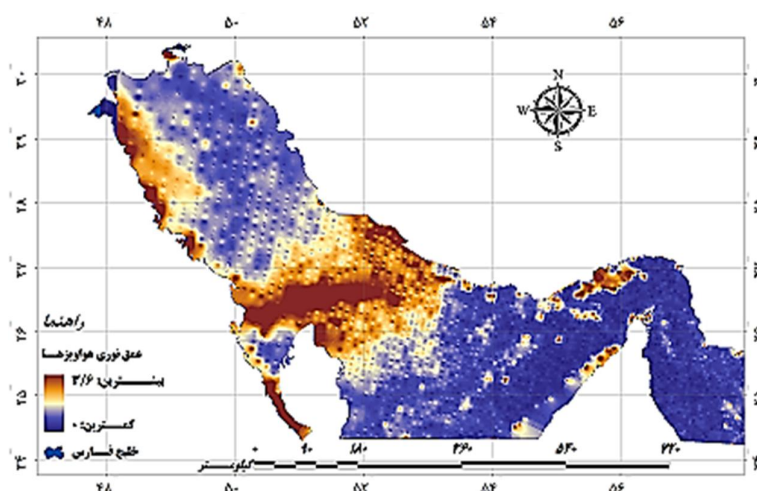 ۴۸ ۵۰ ۵۲ ۵۴ ۵۶
N
W E
S
۳۰
۲۹
۲۸
۲۷
۲۶
۲۵
۲۴
راهنما
عمق نوری هواویزها
بیشترین: ۳/۶
کمترین: ۰
خلیج فارس
۰ ۹۰ ۱۸۰ ۳۶۰ ۵۴۰ ۷۲۰
کیلومتر
۴۸ ۵۰ ۵۲ ۵۴ ۵۶